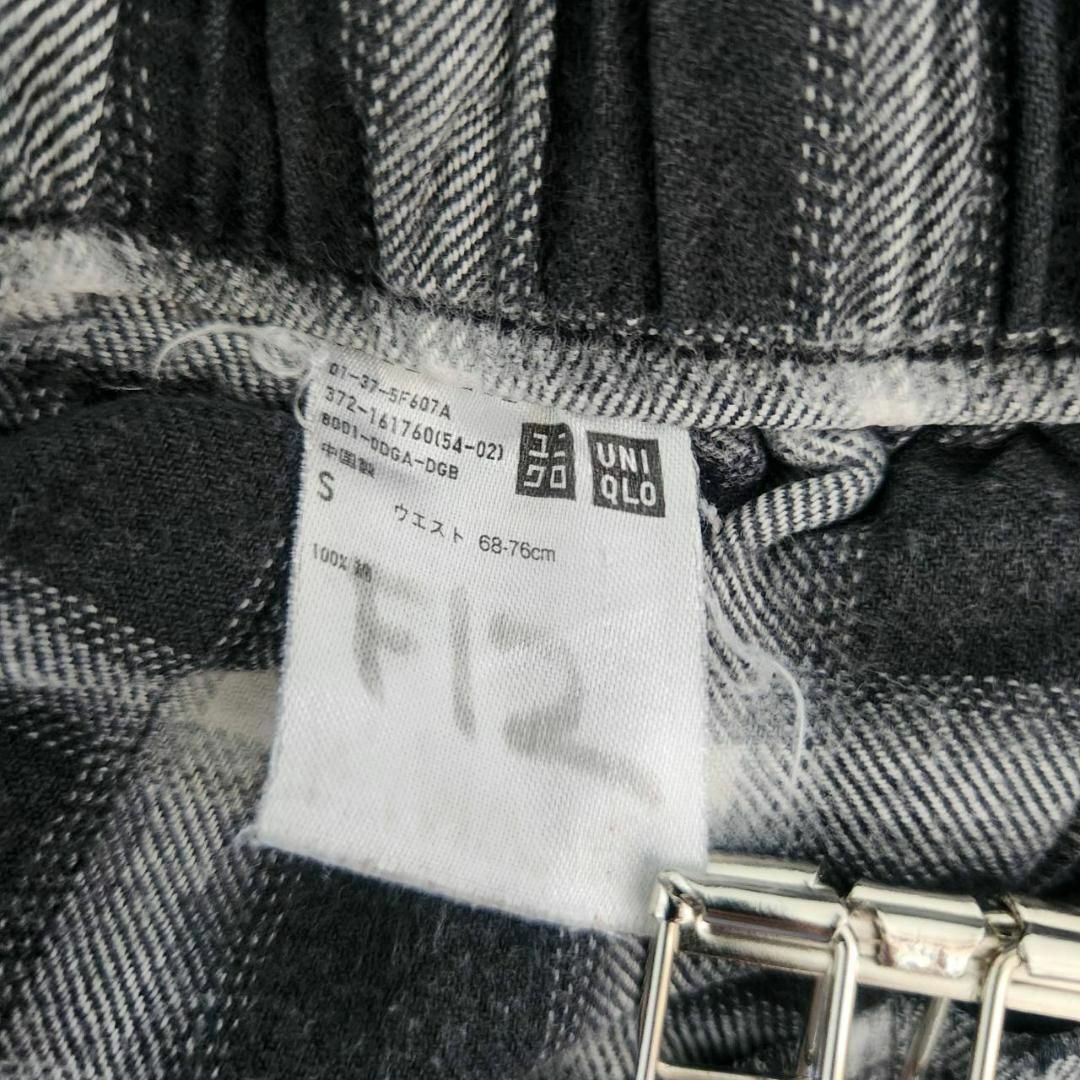 01-37-5F607A
372-161760(54-02)
8001-DDGA-DGB
中国製
S
ウエスト 68-76cm
100% 綿
ユニクロ
UNIQLO
F12